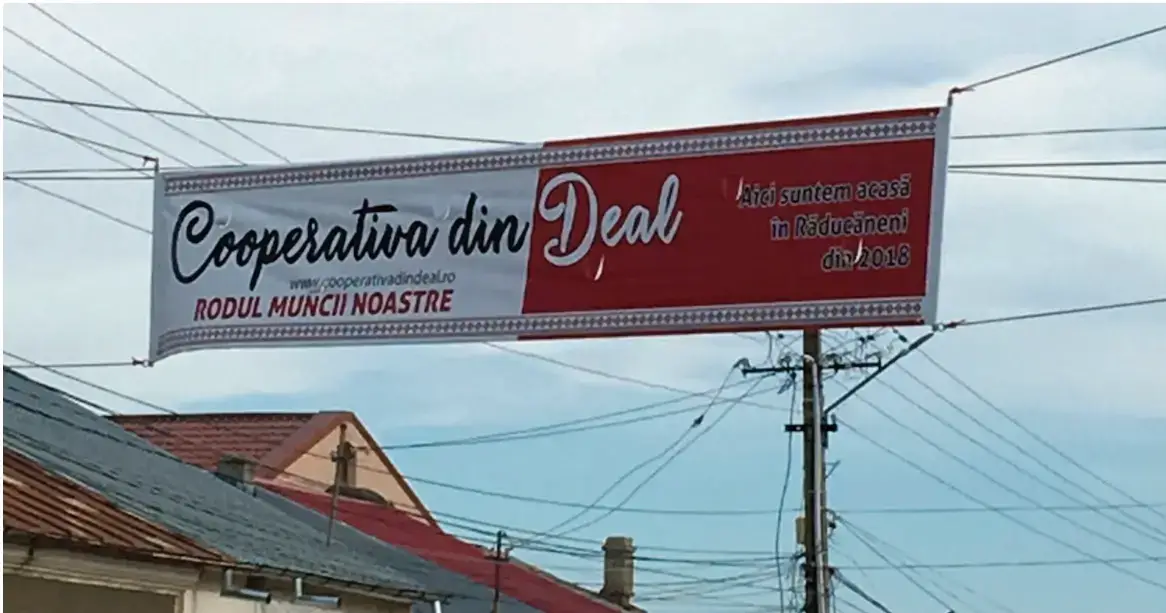 Cooperativa din Deal
www.cooperativadindeal.ro
RODUL MUNCII NOASTRE
Aici suntem acasă
în Răducăneni
din 2018